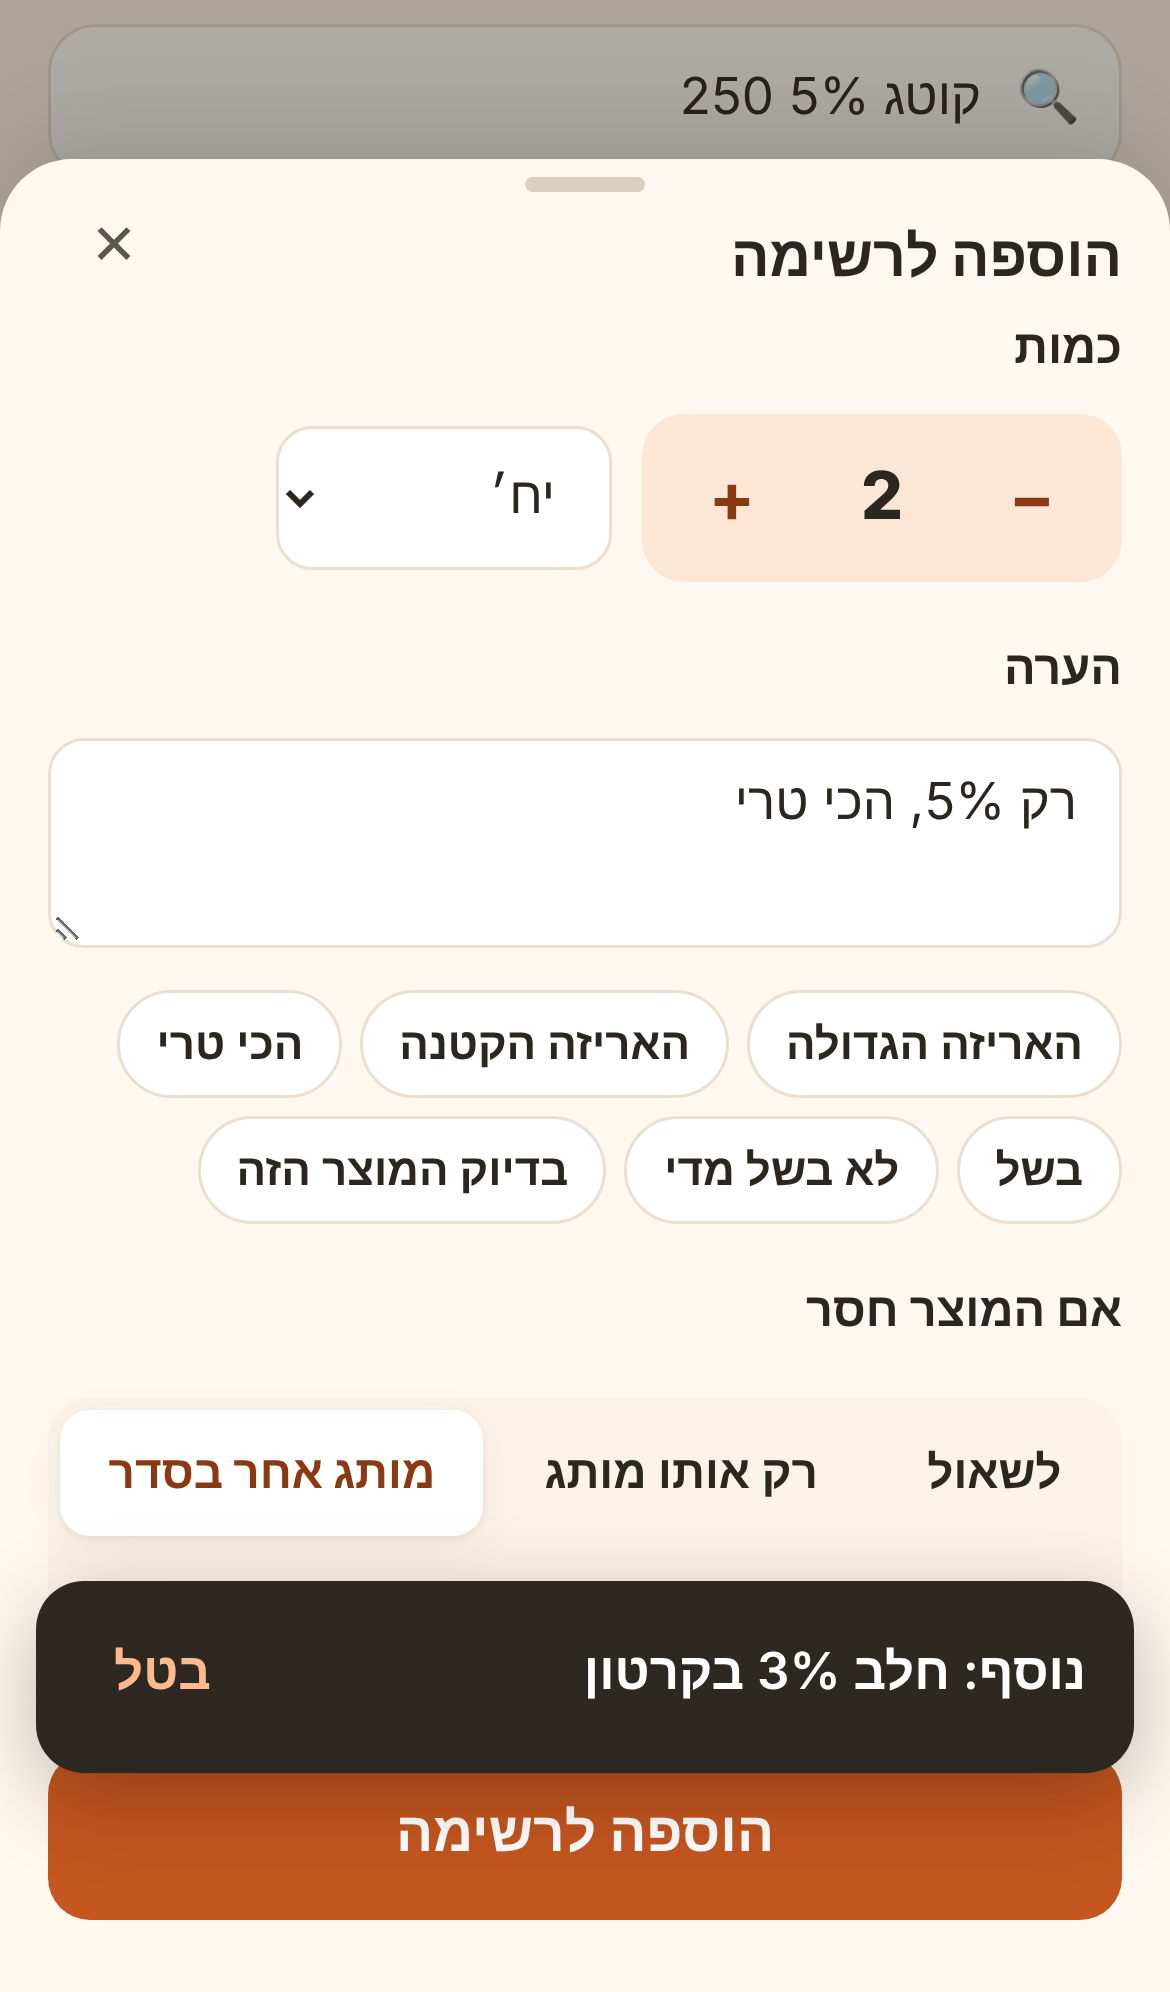 קוטג 5% 250
הוספה לרשימה
כמות
− 2 +
יח׳
הערה
רק 5%, הכי טרי
האריזה הגדולה
האריזה הקטנה
הכי טרי
בשל
לא בשל מדי
בדיוק המוצר הזה
אם המוצר חסר
לשאול
רק אותו מותג
מותג אחר בסדר
נוסף: חלב 3% בקרטון
בטל
הוספה לרשימה